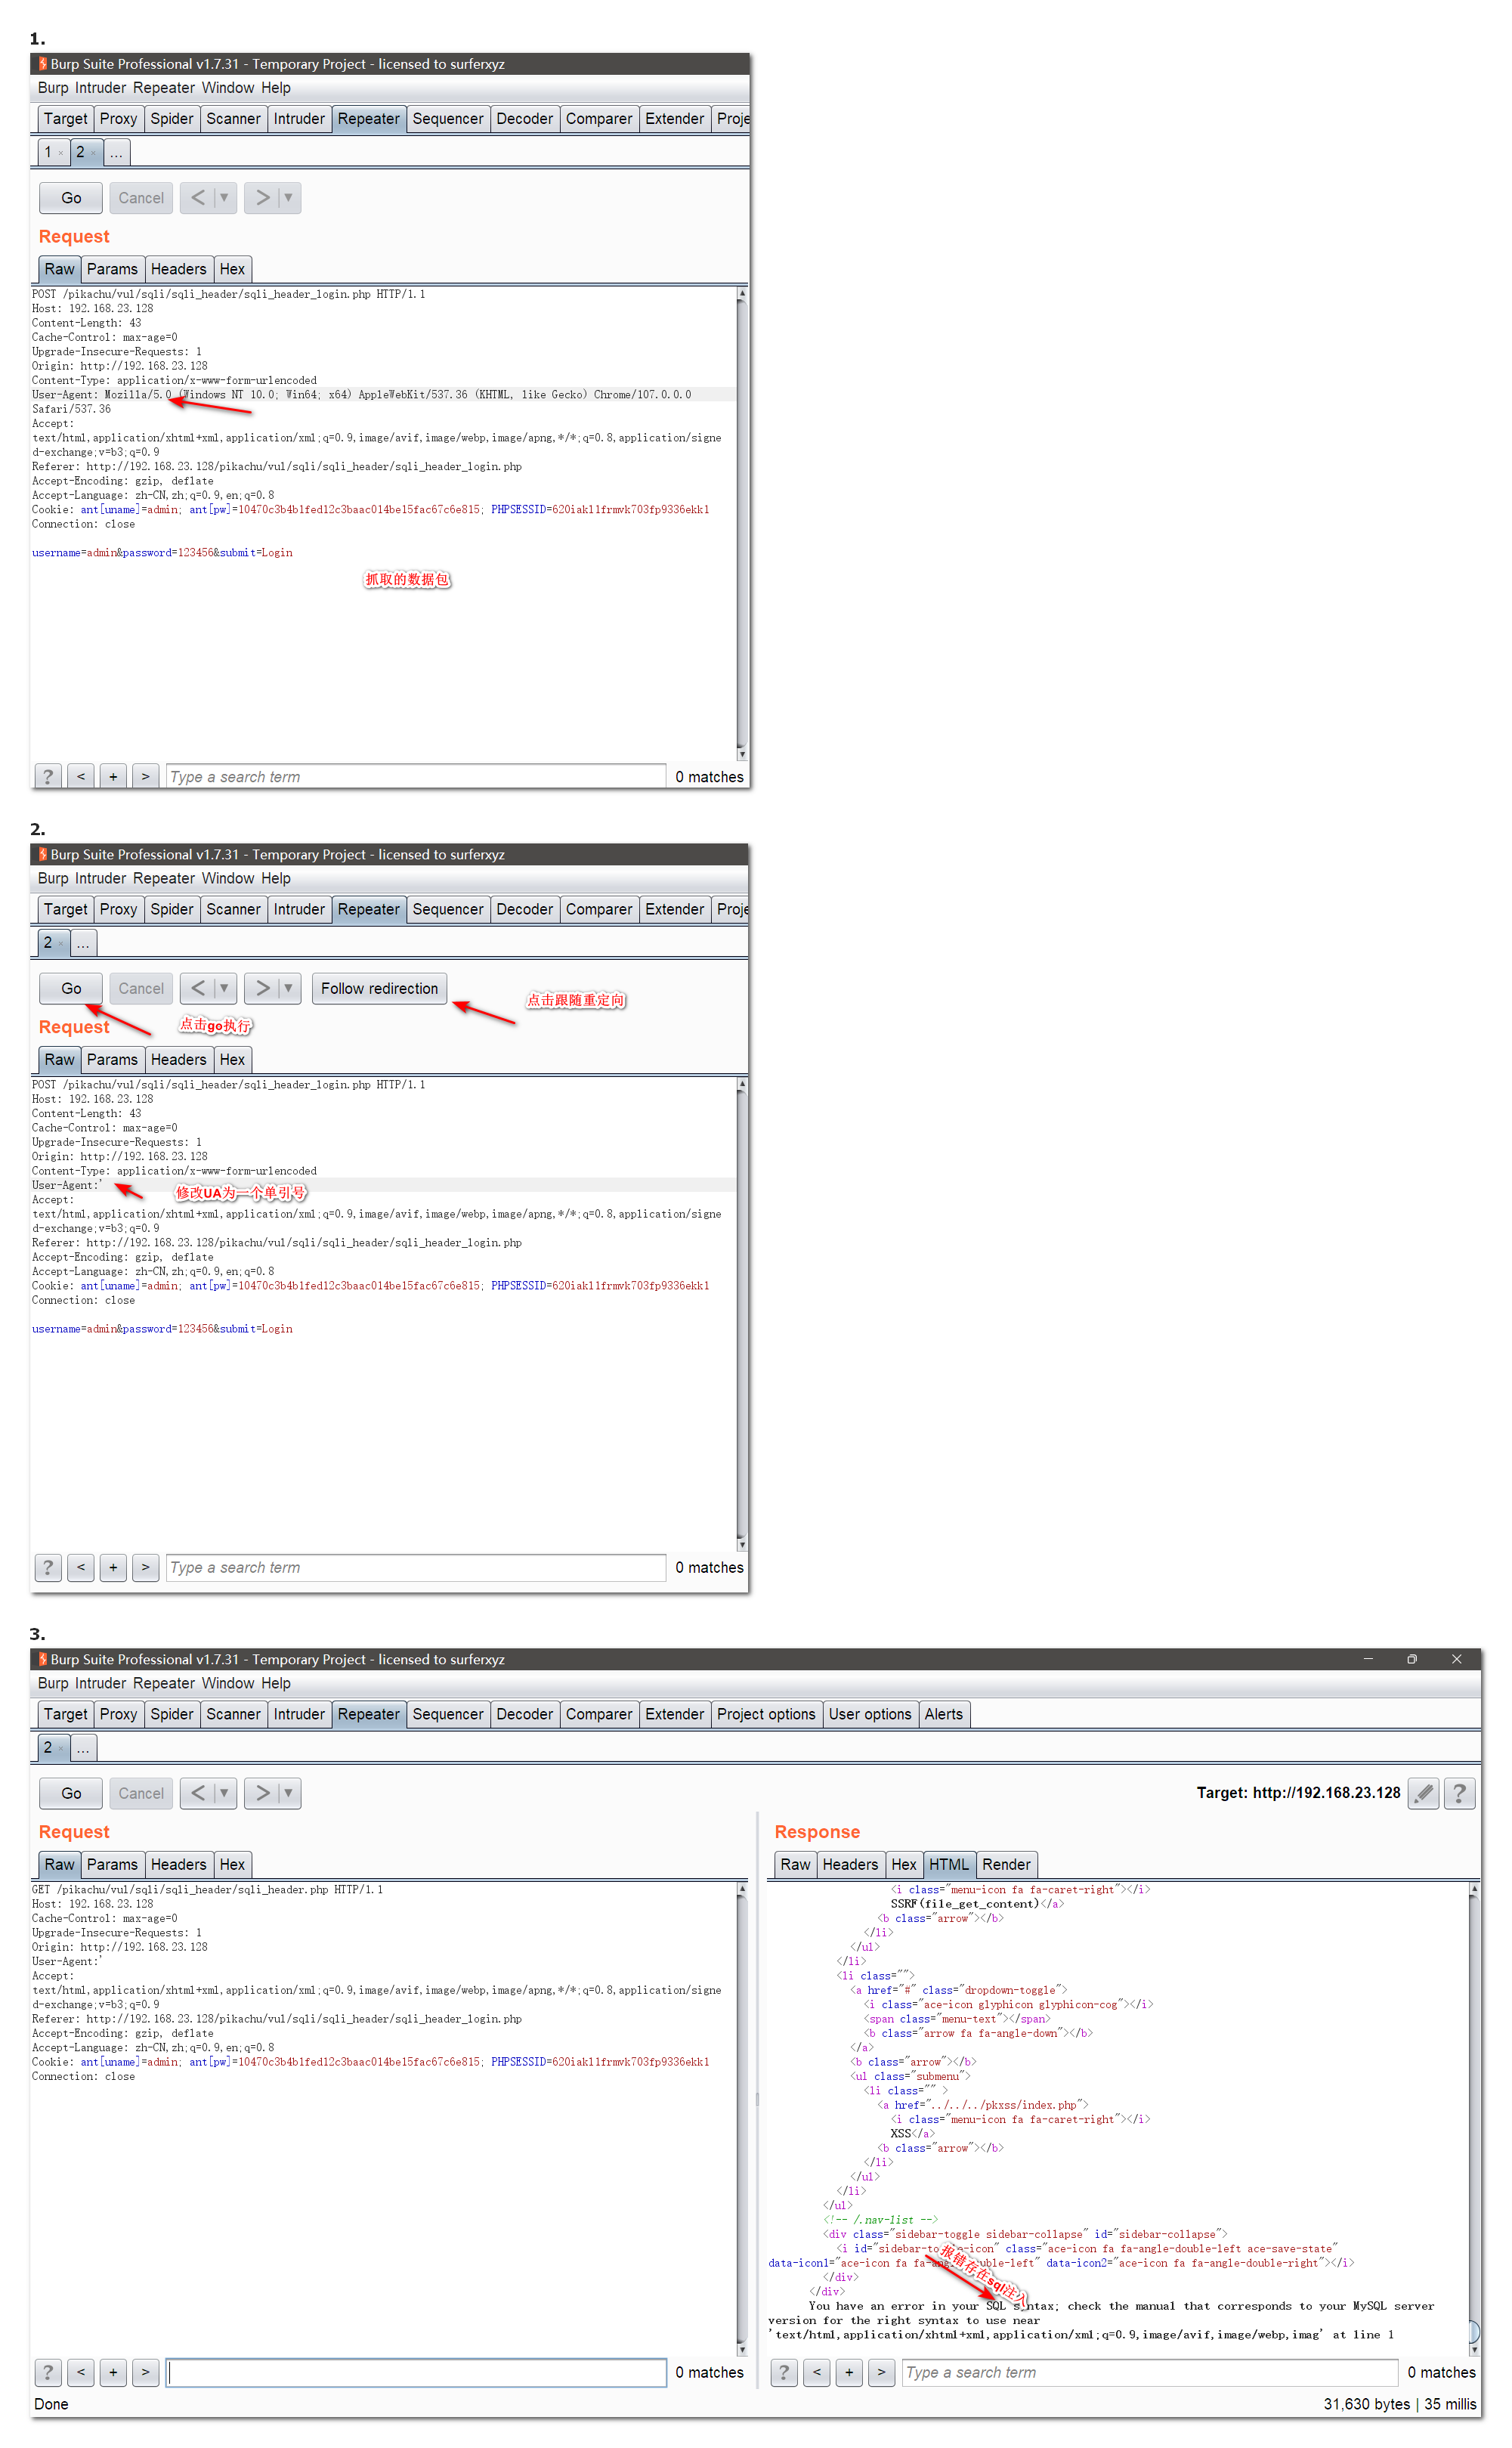 1.
Burp Suite Professional v1.7.31 - Temporary Project - licensed to surferxyz
Burp Intruder Repeater Window Help
Target Proxy Spider Scanner Intruder Repeater Sequencer Decoder Comparer Extender Proje
1 × 2 × ...
Go Cancel < ▼ > ▼
Request
Raw Params Headers Hex
POST /pikachu/vul/sqli/sqli_header/sqli_header_login.php HTTP/1.1
Host: 192.168.23.128
Content-Length: 43
Cache-Control: max-age=0
Upgrade-Insecure-Requests: 1
Origin: http://192.168.23.128
Content-Type: application/x-www-form-urlencoded
User-Agent: Mozilla/5.0 (Windows NT 10.0; Win64; x64) AppleWebKit/537.36 (KHTML, like Gecko) Chrome/107.0.0.0
Safari/537.36
Accept:
text/html,application/xhtml+xml,application/xml;q=0.9,image/avif,image/webp,image/apng,*/*;q=0.8,application/signe
d-exchange;v=b3;q=0.9
Referer: http://192.168.23.128/pikachu/vul/sqli/sqli_header/sqli_header_login.php
Accept-Encoding: gzip, deflate
Accept-Language: zh-CN,zh;q=0.9,en;q=0.8
Cookie: ant[uname]=admin; ant[pw]=10470c3b4b1fed12c3baac014be15fac67c6e815; PHPSESSID=620iak11frmvk703fp9336ekk1
Connection: close
username=admin&password=123456&submit=Login
抓取的数据包
? < + > Type a search term 0 matches
2.
Burp Suite Professional v1.7.31 - Temporary Project - licensed to surferxyz
Burp Intruder Repeater Window Help
Target Proxy Spider Scanner Intruder Repeater Sequencer Decoder Comparer Extender Proje
2 × ...
Go Cancel < ▼ > ▼ Follow redirection
点击跟随重定向
点击go执行
Request
Raw Params Headers Hex
POST /pikachu/vul/sqli/sqli_header/sqli_header_login.php HTTP/1.1
Host: 192.168.23.128
Content-Length: 43
Cache-Control: max-age=0
Upgrade-Insecure-Requests: 1
Origin: http://192.168.23.128
Content-Type: application/x-www-form-urlencoded
User-Agent:'
修改UA为一个单引号
Accept:
text/html,application/xhtml+xml,application/xml;q=0.9,image/avif,image/webp,image/apng,*/*;q=0.8,application/signe
d-exchange;v=b3;q=0.9
Referer: http://192.168.23.128/pikachu/vul/sqli/sqli_header/sqli_header_login.php
Accept-Encoding: gzip, deflate
Accept-Language: zh-CN,zh;q=0.9,en;q=0.8
Cookie: ant[uname]=admin; ant[pw]=10470c3b4b1fed12c3baac014be15fac67c6e815; PHPSESSID=620iak11frmvk703fp9336ekk1
Connection: close
username=admin&password=123456&submit=Login
? < + > Type a search term 0 matches
3.
Burp Suite Professional v1.7.31 - Temporary Project - licensed to surferxyz
Burp Intruder Repeater Window Help
Target Proxy Spider Scanner Intruder Repeater Sequencer Decoder Comparer Extender Project options User options Alerts
2 × ...
Go Cancel < ▼ > ▼
Target: http://192.168.23.128 ?
Request
Raw Params Headers Hex
GET /pikachu/vul/sqli/sqli_header/sqli_header.php HTTP/1.1
Host: 192.168.23.128
Cache-Control: max-age=0
Upgrade-Insecure-Requests: 1
Origin: http://192.168.23.128
User-Agent:'
Accept:
text/html,application/xhtml+xml,application/xml;q=0.9,image/avif,image/webp,image/apng,*/*;q=0.8,application/signe
d-exchange;v=b3;q=0.9
Referer: http://192.168.23.128/pikachu/vul/sqli/sqli_header/sqli_header_login.php
Accept-Encoding: gzip, deflate
Accept-Language: zh-CN,zh;q=0.9,en;q=0.8
Cookie: ant[uname]=admin; ant[pw]=10470c3b4b1fed12c3baac014be15fac67c6e815; PHPSESSID=620iak11frmvk703fp9336ekk1
Connection: close
? < + > 0 matches
Response
Raw Headers Hex HTML Render
<i class="menu-icon fa fa-caret-right"></i>
SSRF(file_get_content)</a>
<b class="arrow"></b>
</li>
</ul>
</li>
<li class="">
<a href="#" class="dropdown-toggle">
<i class="ace-icon glyphicon glyphicon-cog"></i>
<span class="menu-text"></span>
<b class="arrow fa fa-angle-down"></b>
</a>
<b class="arrow"></b>
<ul class="submenu">
<li class="" >
<a href="../../../pkxss/index.php">
<i class="menu-icon fa fa-caret-right"></i>
XSS</a>
<b class="arrow"></b>
</li>
</ul>
</li>
</ul>
<!-- /.nav-list -->
<div class="sidebar-toggle sidebar-collapse" id="sidebar-collapse">
<i id="sidebar-to icon" class="ace-icon fa fa-angle-double-left ace-save-state"
data-icon1="ace-icon fa fa-ang uble-left" data-icon2="ace-icon fa fa-angle-double-right"></i>
</div>
</div>
报错存在sql注入
You have an error in your SQL syntax; check the manual that corresponds to your MySQL server
version for the right syntax to use near
'text/html,application/xhtml+xml,application/xml;q=0.9,image/avif,image/webp,imag' at line 1
? < + > Type a search term 0 matches
Done 31,630 bytes | 35 millis